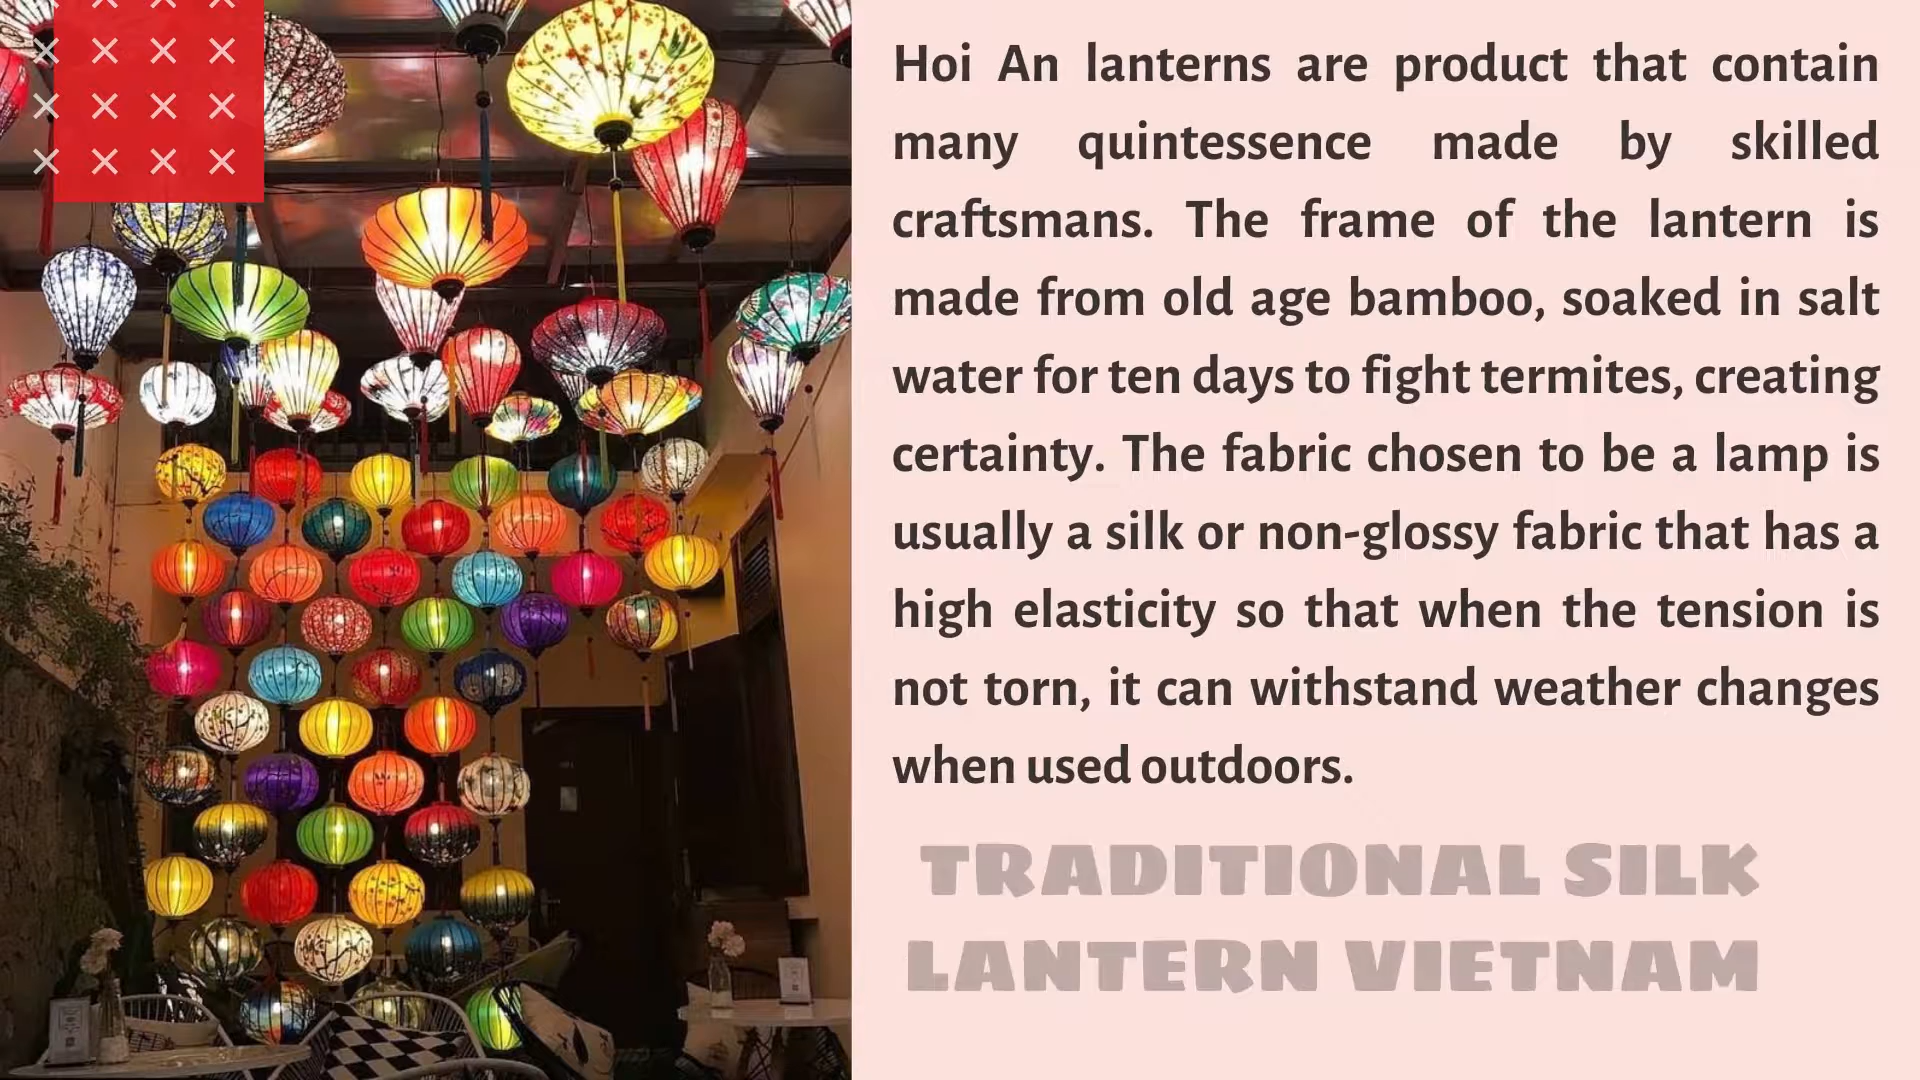 Hoi An lanterns are product that contain
many quintessence made by skilled
craftsmans. The frame of the lantern is
made from old age bamboo, soaked in salt
water for ten days to fight termites, creating
certainty. The fabric chosen to be a lamp is
usually a silk or non-glossy fabric that has a
high elasticity so that when the tension is
not torn, it can withstand weather changes
when used outdoors.
TRADITIONAL SILK
LANTERN VIETNAM